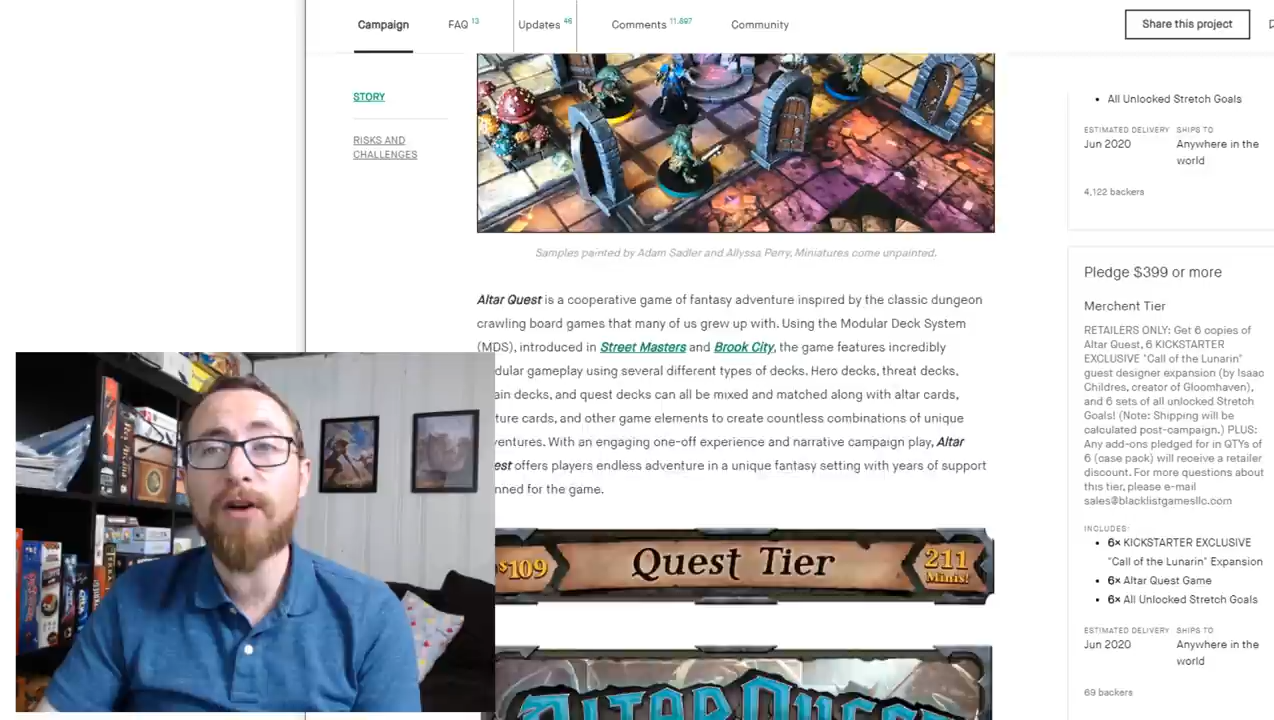 Campaign
FAQ 13
Updates 46
Comments 11,697
Community
Share this project
STORY
RISKS AND
CHALLENGES
Samples painted by Adam Sadler and Allyssa Perry, Miniatures come unpainted.
Altar Quest is a cooperative game of fantasy adventure inspired by the classic dungeon
crawling board games that many of us grew up with. Using the Modular Deck System
(MDS), introduced in Street Masters and Brook City, the game features incredibly
dular gameplay using several different types of decks. Hero decks, threat decks,
ain decks, and quest decks can all be mixed and matched along with altar cards,
ture cards, and other game elements to create countless combinations of unique
ventures. With an engaging one-off experience and narrative campaign play, Altar
est offers players endless adventure in a unique fantasy setting with years of support
nned for the game.
$109
Quest Tier
211
Minis!
ALTAR QUEST
All Unlocked Stretch Goals
ESTIMATED DELIVERY
Jun 2020
SHIPS TO
Anywhere in the
world
4,122 backers
Pledge $399 or more
Merchent Tier
RETAILERS ONLY: Get 6 copies of
Altar Quest, 6 KICKSTARTER
EXCLUSIVE "Call of the Lunarin"
guest designer expansion (by Isaac
Childres, creator of Gloomhaven),
and 6 sets of all unlocked Stretch
Goals! (Note: Shipping will be
calculated post-campaign.) PLUS:
Any add-ons pledged for in QTYs of
6 (case pack) will receive a retailer
discount. For more questions about
this tier, please e-mail
sales@blacklistgamesllc.com
INCLUDES:
6× KICKSTARTER EXCLUSIVE
"Call of the Lunarin" Expansion
6× Altar Quest Game
6× All Unlocked Stretch Goals
ESTIMATED DELIVERY
Jun 2020
SHIPS TO
Anywhere in the
world
69 backers